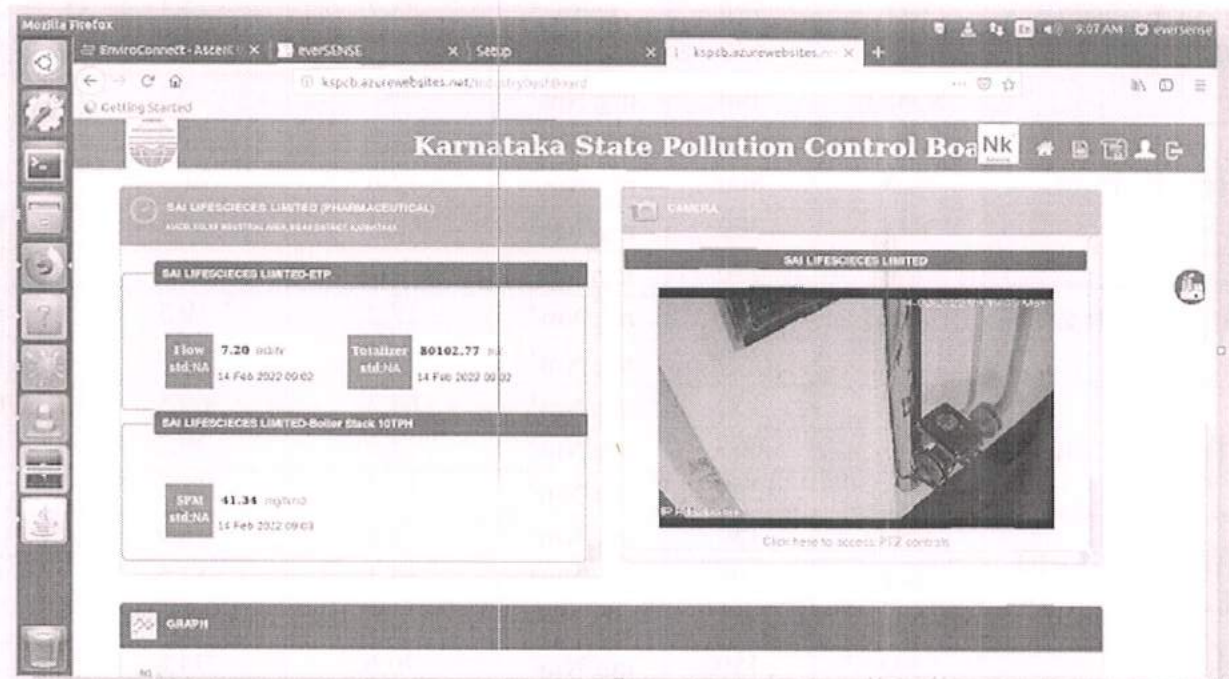 Mozilla Firefox
9:07 AM eversense
EnviroConnect - Ascent
everSENSE
Setup
kspcb.azurewebsites.
kspcb.azurewebsites.net/IndustryDashBoard
Getting Started
Karnataka State Pollution Control Boa
Nk
SAI LIFESCIECES LIMITED (PHARMACEUTICAL)
CAMERA
SAI LIFESCIECES LIMITED-ETP
SAI LIFESCIECES LIMITED
Flow
std:NA
7.20
14 Feb 2022 09:02
Totalizer
std:NA
80102.77
14 Feb 2022 09:02
SAI LIFESCIECES LIMITED-Boiler Stack 10TPH
SPM
std:NA
41.34 mg/Nm3
14 Feb 2022 09:03
Click here to access PTZ controls
GRAPH